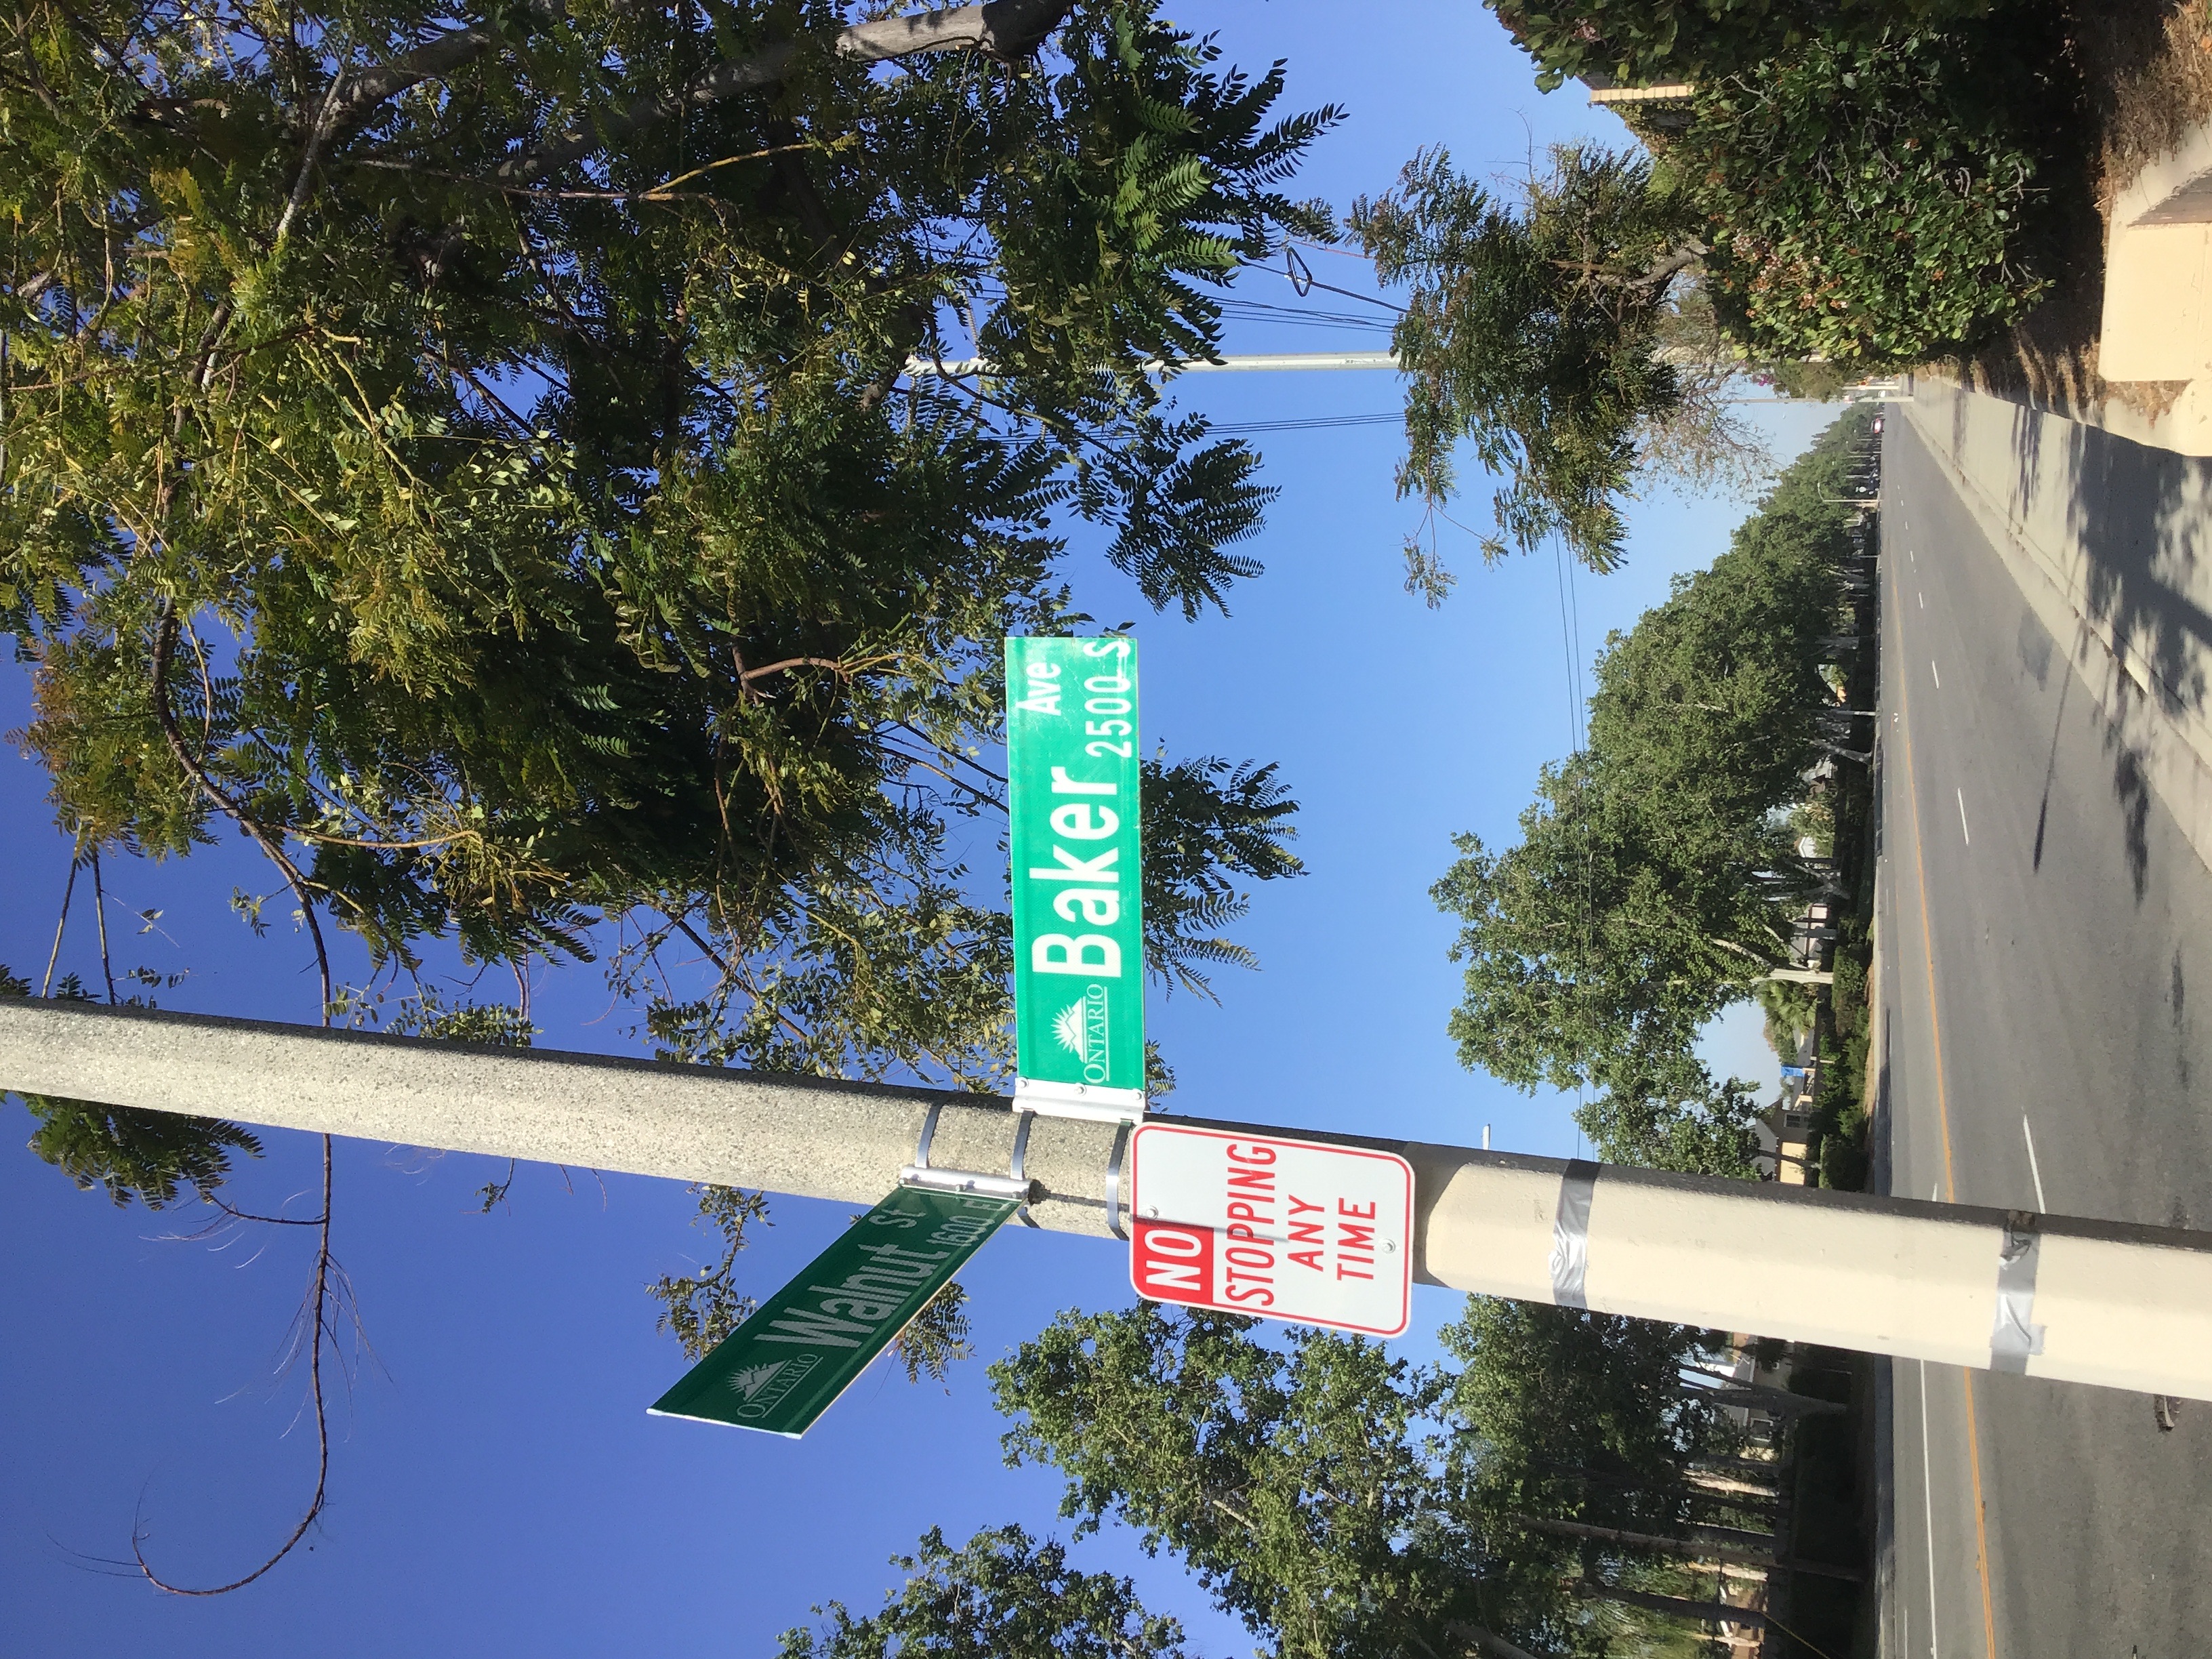 ONTARIO
Walnut St
1600 E
ONTARIO
Baker Ave
2500 S
NO
STOPPING
ANY
TIME